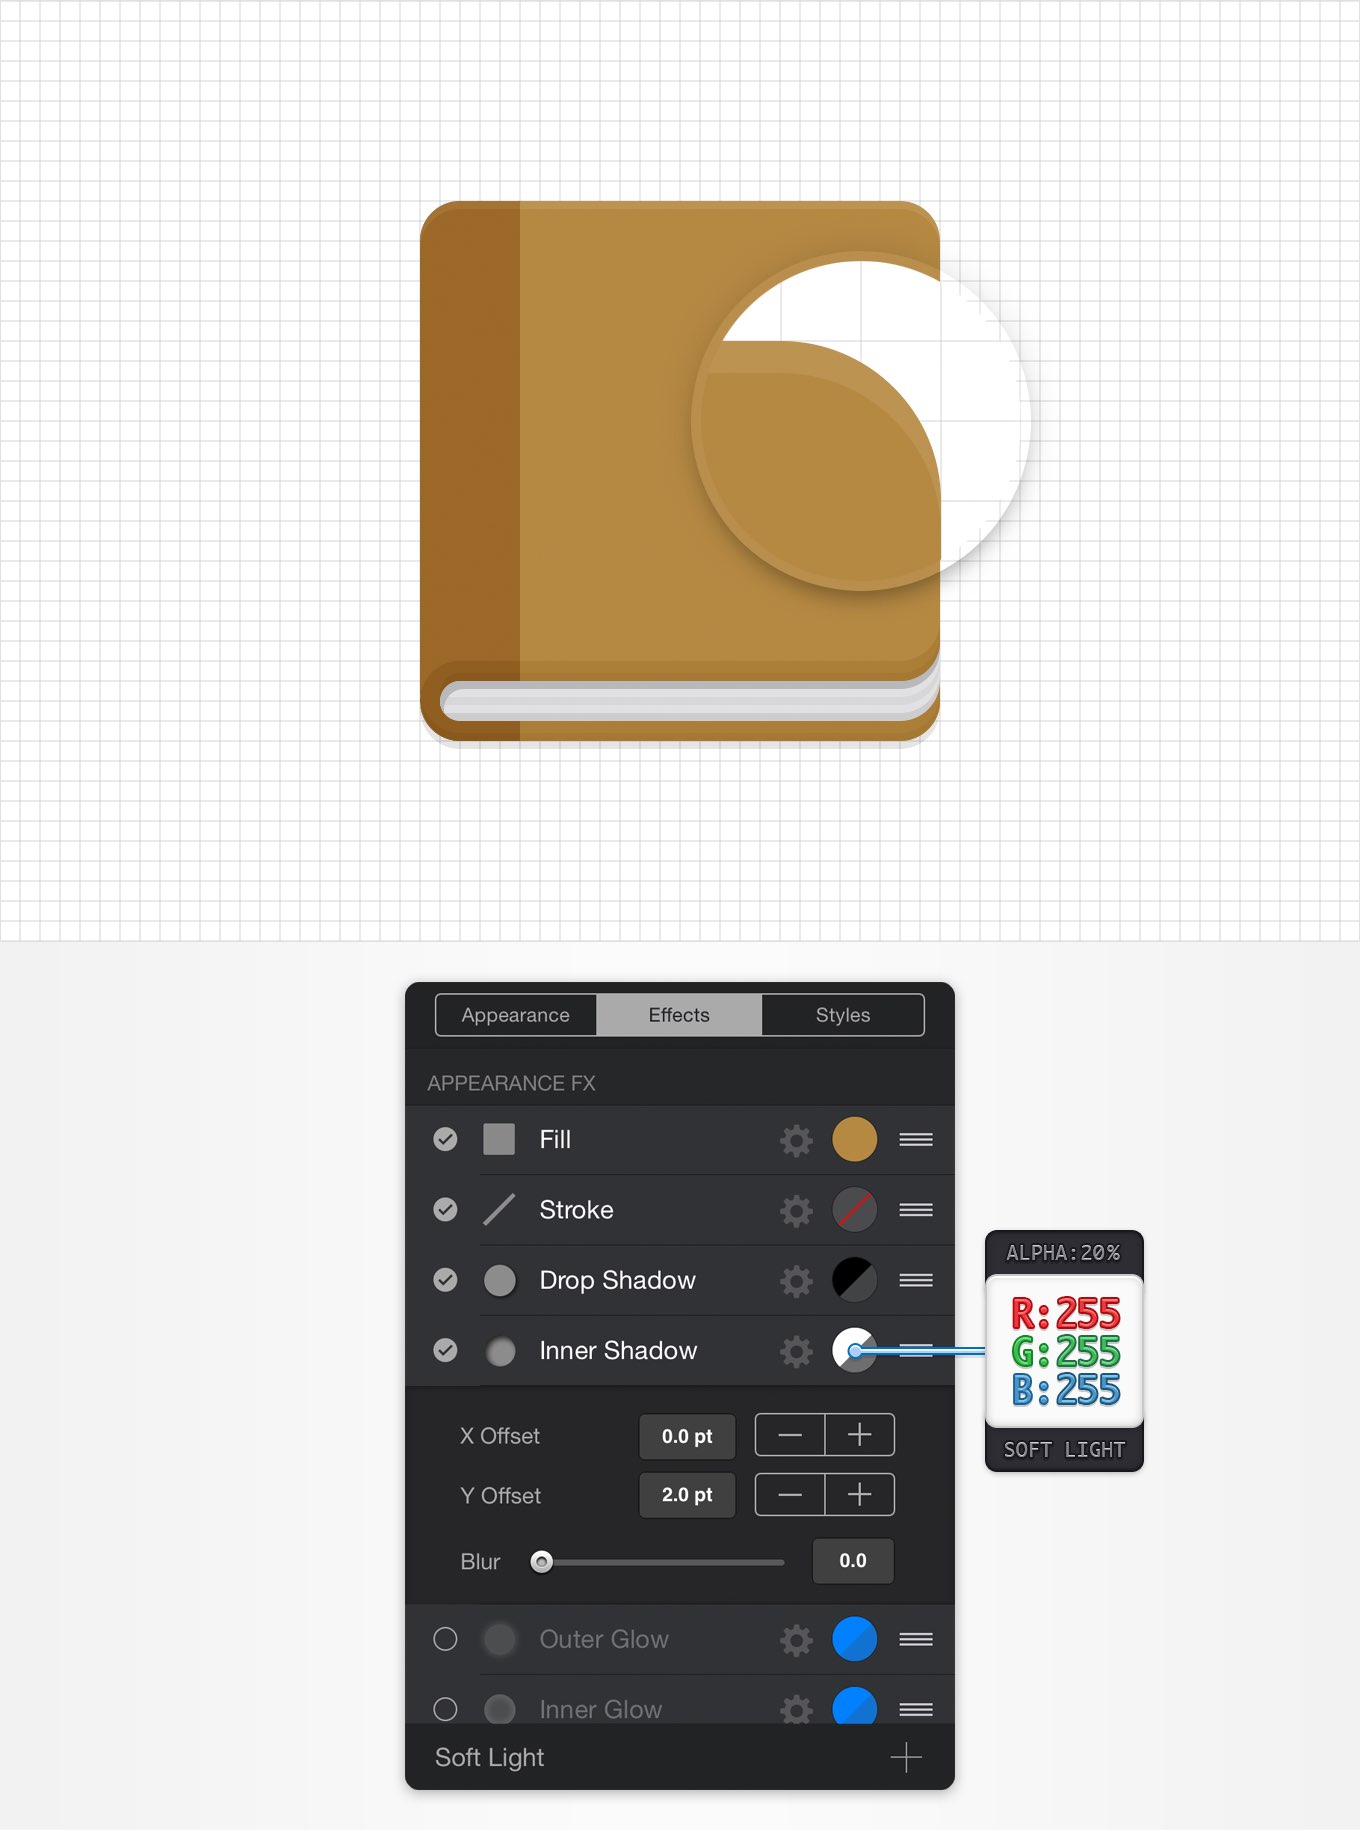 Appearance Effects Styles
APPEARANCE FX
Fill
Stroke
Drop Shadow
Inner Shadow
X Offset 0.0 pt
Y Offset 2.0 pt
Blur 0.0
Outer Glow
Inner Glow
Soft Light
ALPHA:20%
R:255
G:255
B:255
SOFT LIGHT